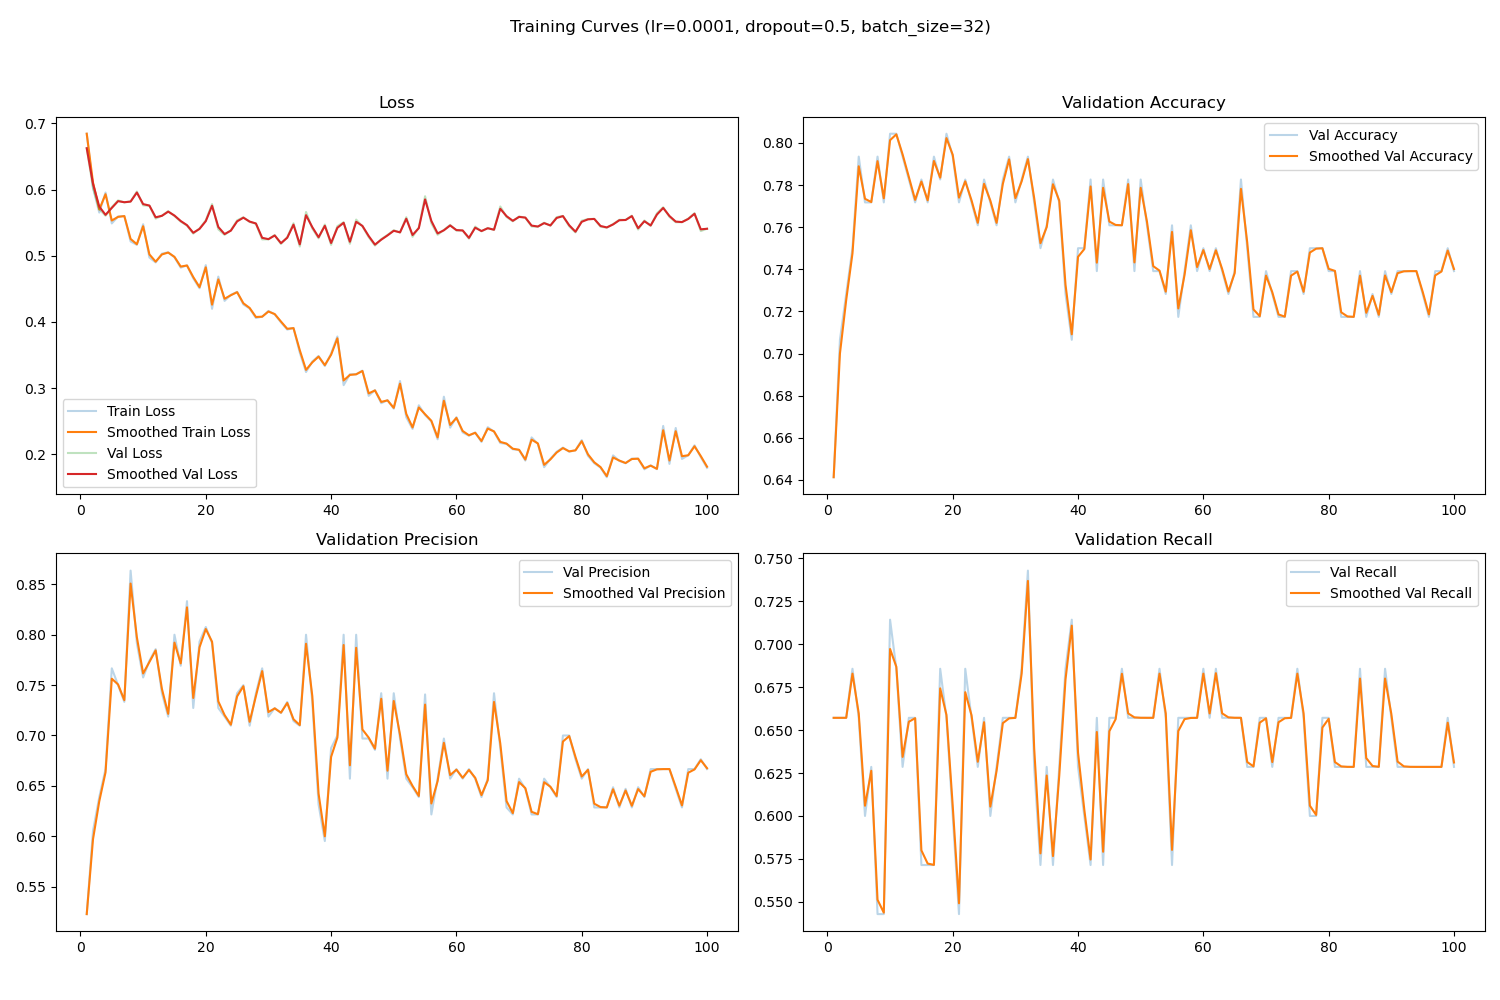 Training Curves (lr=0.0001, dropout=0.5, batch_size=32)
Loss
0.7
0.6
0.5
0.4
0.3
0.2
0 20 40 60 80 100
Train Loss
Smoothed Train Loss
Val Loss
Smoothed Val Loss
Validation Accuracy
0.80
0.78
0.76
0.74
0.72
0.70
0.68
0.66
0.64
0 20 40 60 80 100
Val Accuracy
Smoothed Val Accuracy
Validation Precision
0.85
0.80
0.75
0.70
0.65
0.60
0.55
0 20 40 60 80 100
Val Precision
Smoothed Val Precision
Validation Recall
0.750
0.725
0.700
0.675
0.650
0.625
0.600
0.575
0.550
0 20 40 60 80 100
Val Recall
Smoothed Val Recall